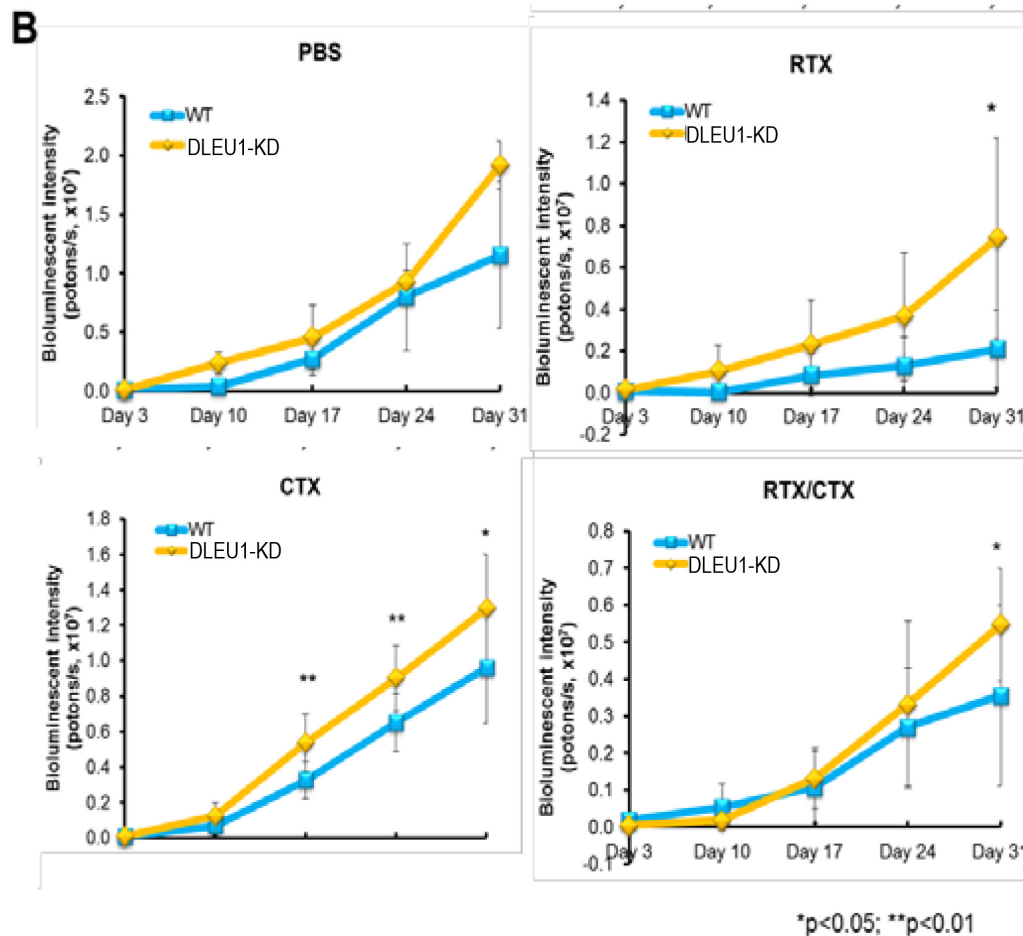 B
PBS
Bioluminescent intensity
(potons/s, x10⁷)
2.5
2.0
1.5
1.0
0.5
0.0
WT
DLEU1-KD
Day 3
Day 10
Day 17
Day 24
Day 31
RTX
Bioluminescent intensity
(potons/s, x10⁷)
1.4
1.2
1.0
0.8
0.6
0.4
0.2
0.0
-0.2
WT
DLEU1-KD
*
Day 3
Day 10
Day 17
Day 24
Day 31
CTX
Bioluminescent intensity
(potons/s, x10⁷)
1.8
1.6
1.4
1.2
1.0
0.8
0.6
0.4
0.2
0.0
WT
DLEU1-KD
**
**
*
RTX/CTX
Bioluminescent intensity
(potons/s, x10⁷)
0.8
0.7
0.6
0.5
0.4
0.3
0.2
0.1
0.0
-0.1
WT
DLEU1-KD
*
Day 3
Day 10
Day 17
Day 24
Day 31
*p<0.05; **p<0.01